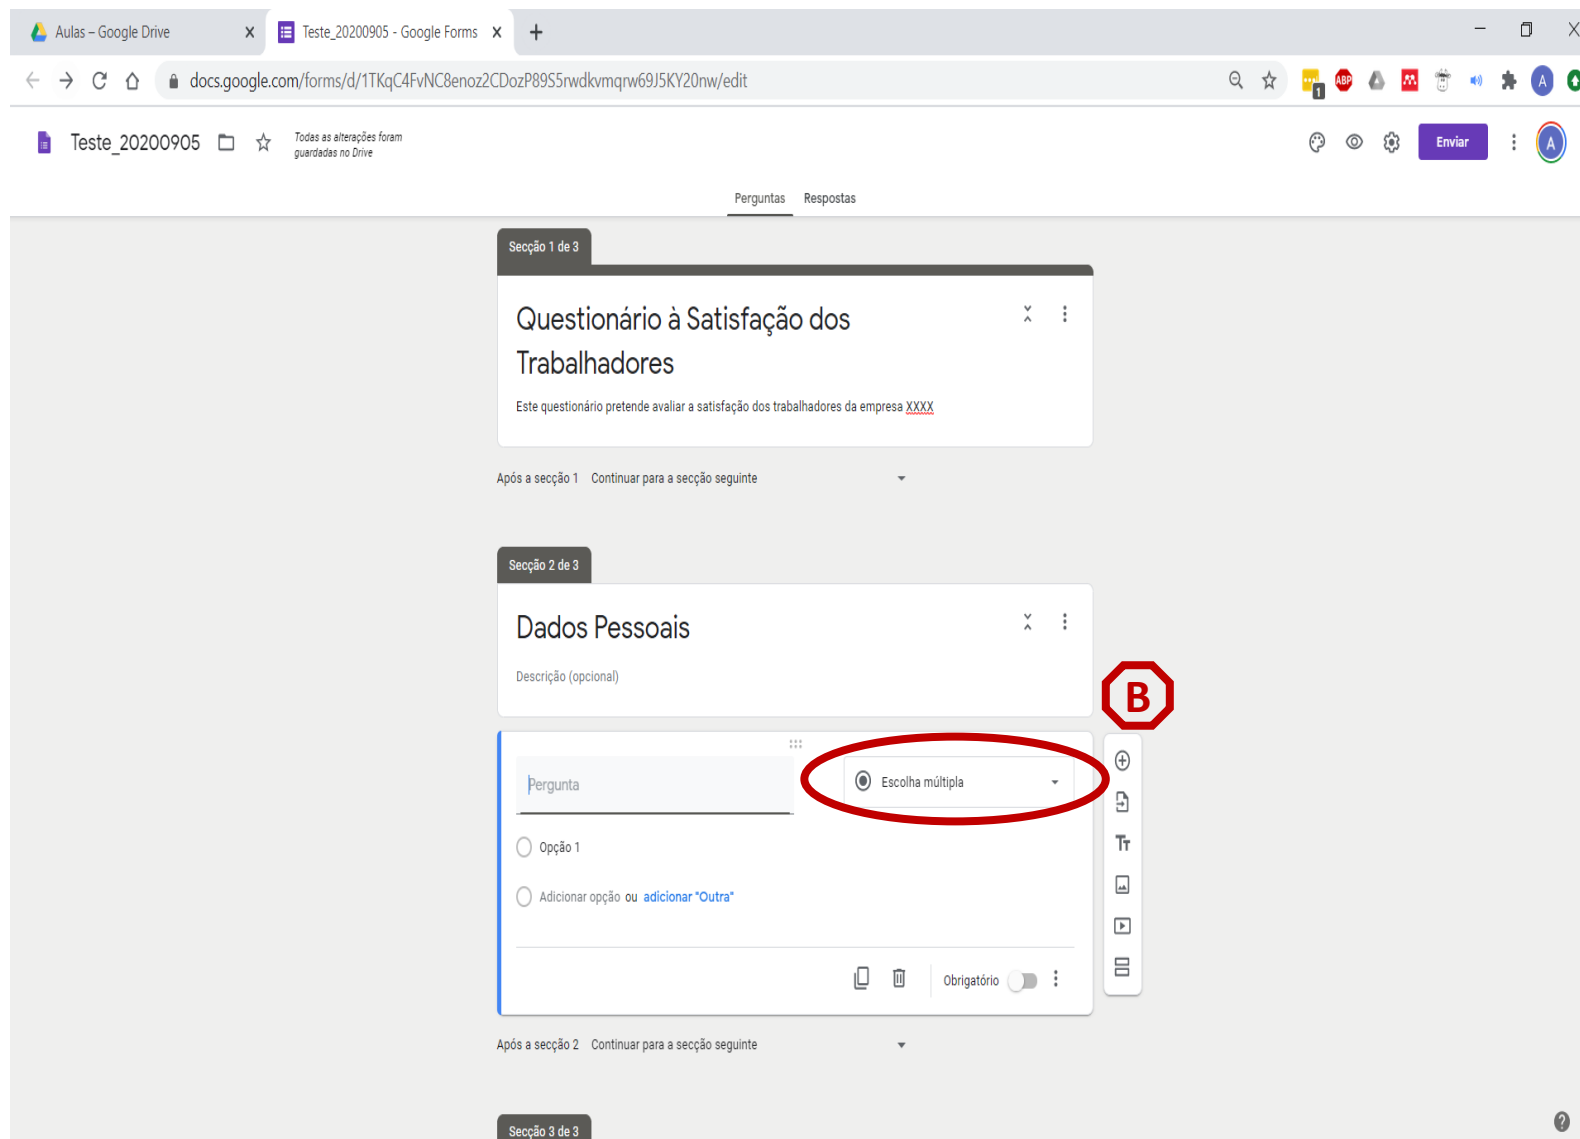 Aulas – Google Drive
Teste_20200905 - Google Forms
docs.google.com/forms/d/1TKqC4FvNC8enoz2CDozP89S5rwdkvmqrw69J5KY20nw/edit
1
ABP
A
Teste_20200905
Todas as alterações foram
guardadas no Drive
Enviar
A
Perguntas Respostas
Secção 1 de 3
Questionário à Satisfação dos
Trabalhadores
Este questionário pretende avaliar a satisfação dos trabalhadores da empresa XXXX
Após a secção 1 Continuar para a secção seguinte
Secção 2 de 3
Dados Pessoais
Descrição (opcional)
B
Pergunta
Escolha múltipla
Opção 1
Adicionar opção ou adicionar "Outra"
Tт
Obrigatório
Após a secção 2 Continuar para a secção seguinte
Secção 3 de 3